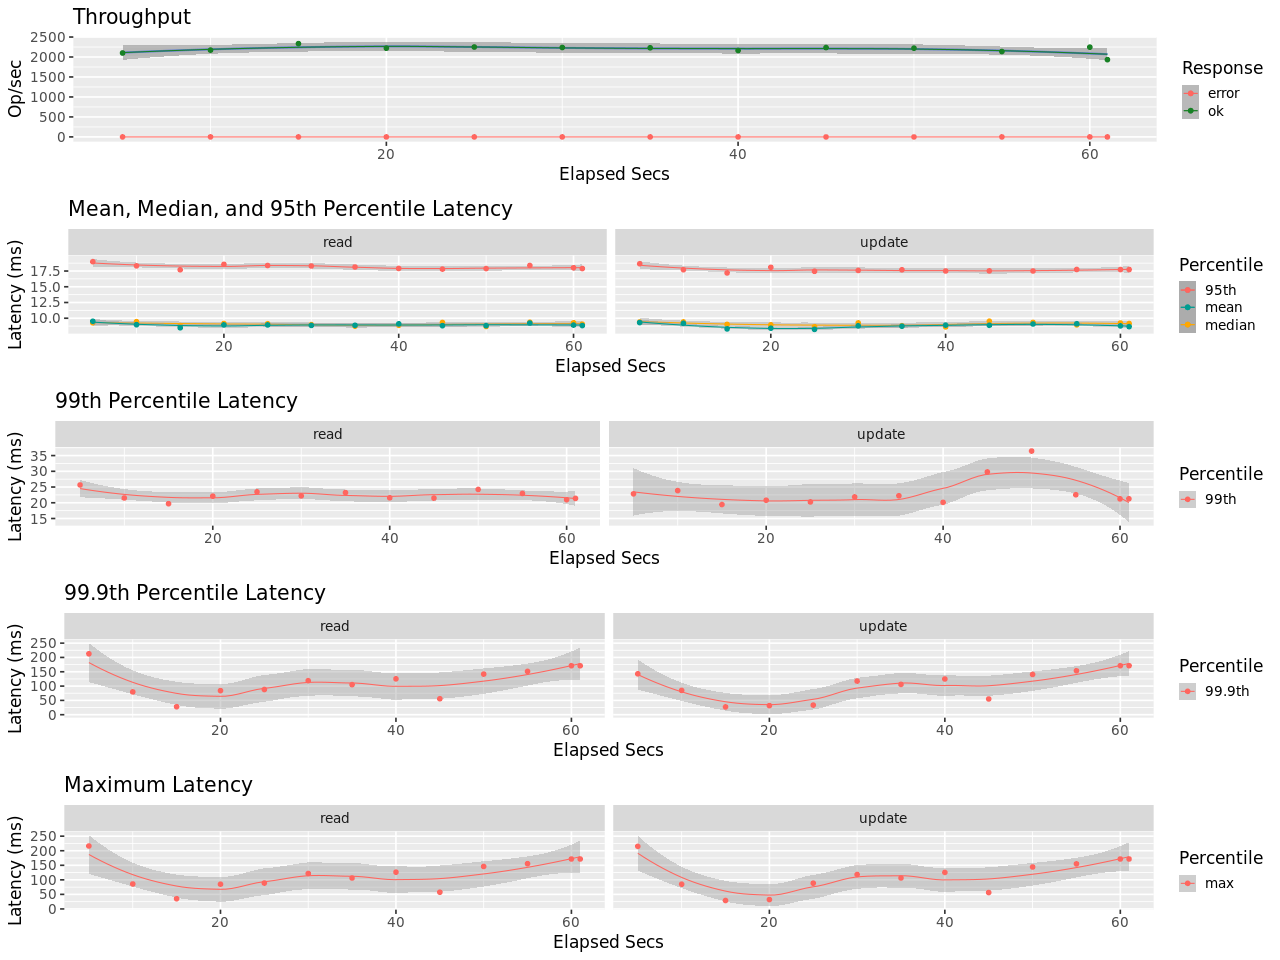 Throughput
2500
2000
1500
1000
500
0
Op/sec
20 40 60
Elapsed Secs
Response
error
ok
Mean, Median, and 95th Percentile Latency
read update
17.5
15.0
12.5
10.0
Latency (ms)
20 40 60 20 40 60
Elapsed Secs
Percentile
95th
mean
median
99th Percentile Latency
read update
35
30
25
20
15
Latency (ms)
20 40 60 20 40 60
Elapsed Secs
Percentile
99th
99.9th Percentile Latency
read update
250
200
150
100
50
0
Latency (ms)
20 40 60 20 40 60
Elapsed Secs
Percentile
99.9th
Maximum Latency
read update
250
200
150
100
50
0
Latency (ms)
20 40 60 20 40 60
Elapsed Secs
Percentile
max